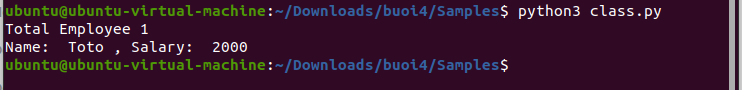 ubuntu@ubuntu-virtual-machine:~/Downloads/buoi4/Samples$ python3 class.py
Total Employee 1
Name:  Toto , Salary:  2000
ubuntu@ubuntu-virtual-machine:~/Downloads/buoi4/Samples$